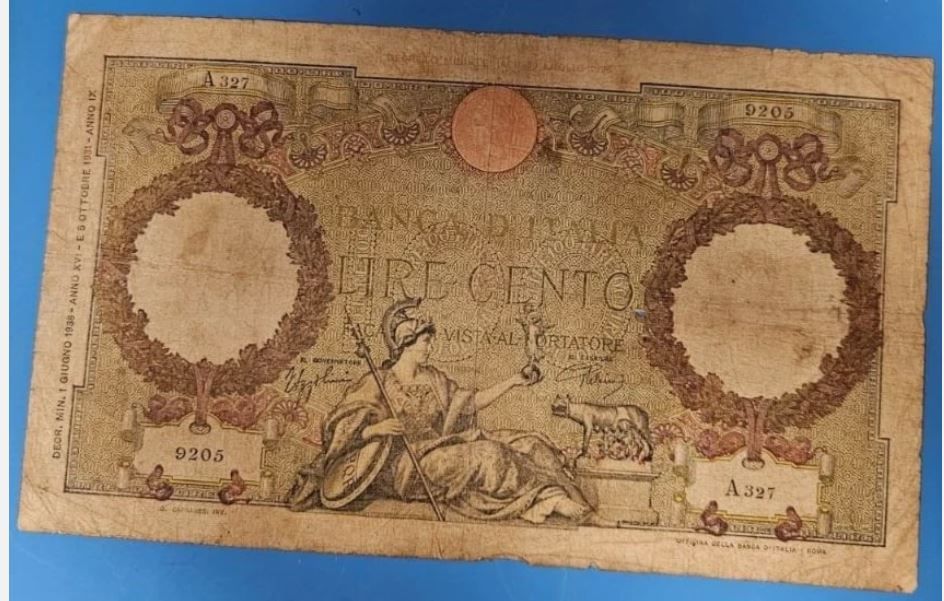 A 327
9205
BANCA D'ITALIA
LIRE CENTO
VISTA AL PORTATORE
IL GOVERNATORE
IL CASSIERE
9205
A 327
DECR. MIN. 1 GIUGNO 1938 - ANNO XVI - E 5 OTTOBRE 1931 - ANNO IX
OFFICINA DELLA BANCA D'ITALIA - ROMA